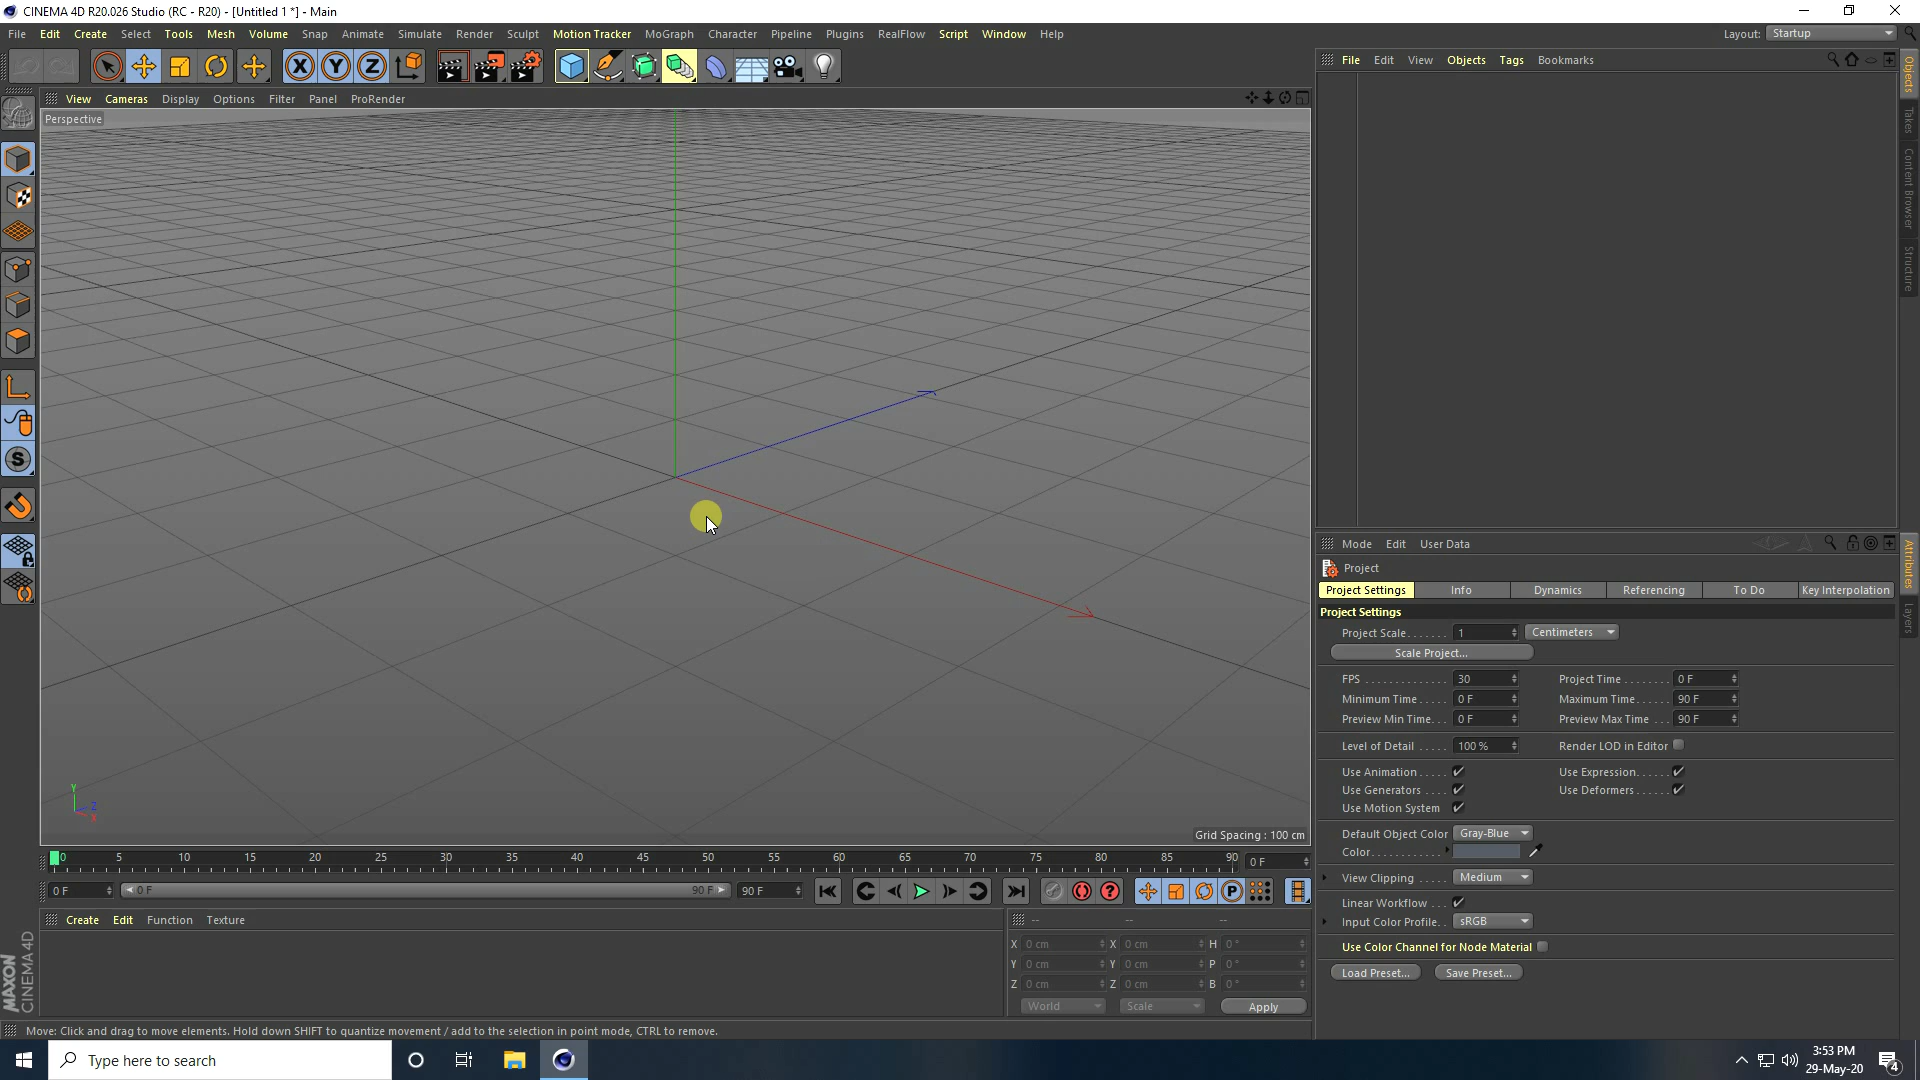 CINEMA 4D R20.026 Studio (RC - R20) - [Untitled 1 *] - Main
File Edit Create Select Tools Mesh Volume Snap Animate Simulate Render Sculpt Motion Tracker MoGraph Character Pipeline Plugins RealFlow Script Window Help Layout: Startup
View Cameras Display Options Filter Panel ProRender
Perspective
Y
Z
X
Grid Spacing : 100 cm
File Edit View Objects Tags Bookmarks
Objects
Takes
Content Browser
Structure
Mode Edit User Data
Attributes
Layers
Project
Project Settings Info Dynamics Referencing To Do Key Interpolation
Project Settings
Project Scale....... 1 Centimeters
Scale Project...
FPS .............. 30 Project Time ........ 0 F
Minimum Time ..... 0 F Maximum Time...... 90 F
Preview Min Time... 0 F Preview Max Time ... 90 F
Level of Detail ..... 100 % Render LOD in Editor
Use Animation ..... Use Expression.......
Use Generators .... Use Deformers.......
Use Motion System
Default Object Color Gray-Blue
Color............
View Clipping ...... Medium
Linear Workflow ...
Input Color Profile.. sRGB
Use Color Channel for Node Material
Load Preset... Save Preset...
0 5 10 15 20 25 30 35 40 45 50 55 60 65 70 75 80 85 90 0 F
0 F 0 F 90 F 90 F
Create Edit Function Texture
-- -- --
X 0 cm X 0 cm H 0 °
Y 0 cm Y 0 cm P 0 °
Z 0 cm Z 0 cm B 0 °
World Scale Apply
MAXON
CINEMA 4D
Move: Click and drag to move elements. Hold down SHIFT to quantize movement / add to the selection in point mode, CTRL to remove.
Type here to search
3:53 PM
29-May-20
4